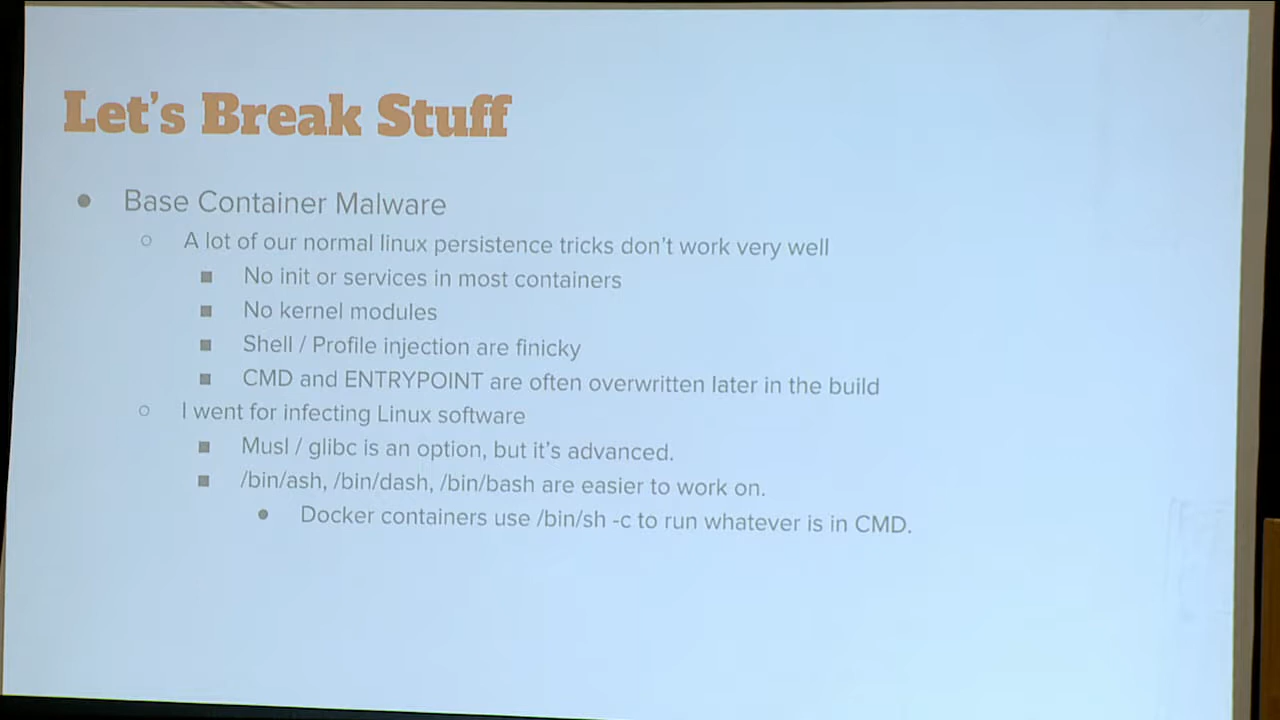 Let's Break Stuff
Base Container Malware
A lot of our normal linux persistence tricks don't work very well
No init or services in most containers
No kernel modules
Shell / Profile injection are finicky
CMD and ENTRYPOINT are often overwritten later in the build
I went for infecting Linux software
Musl / glibc is an option, but it's advanced.
/bin/ash, /bin/dash, /bin/bash are easier to work on.
Docker containers use /bin/sh -c to run whatever is in CMD.